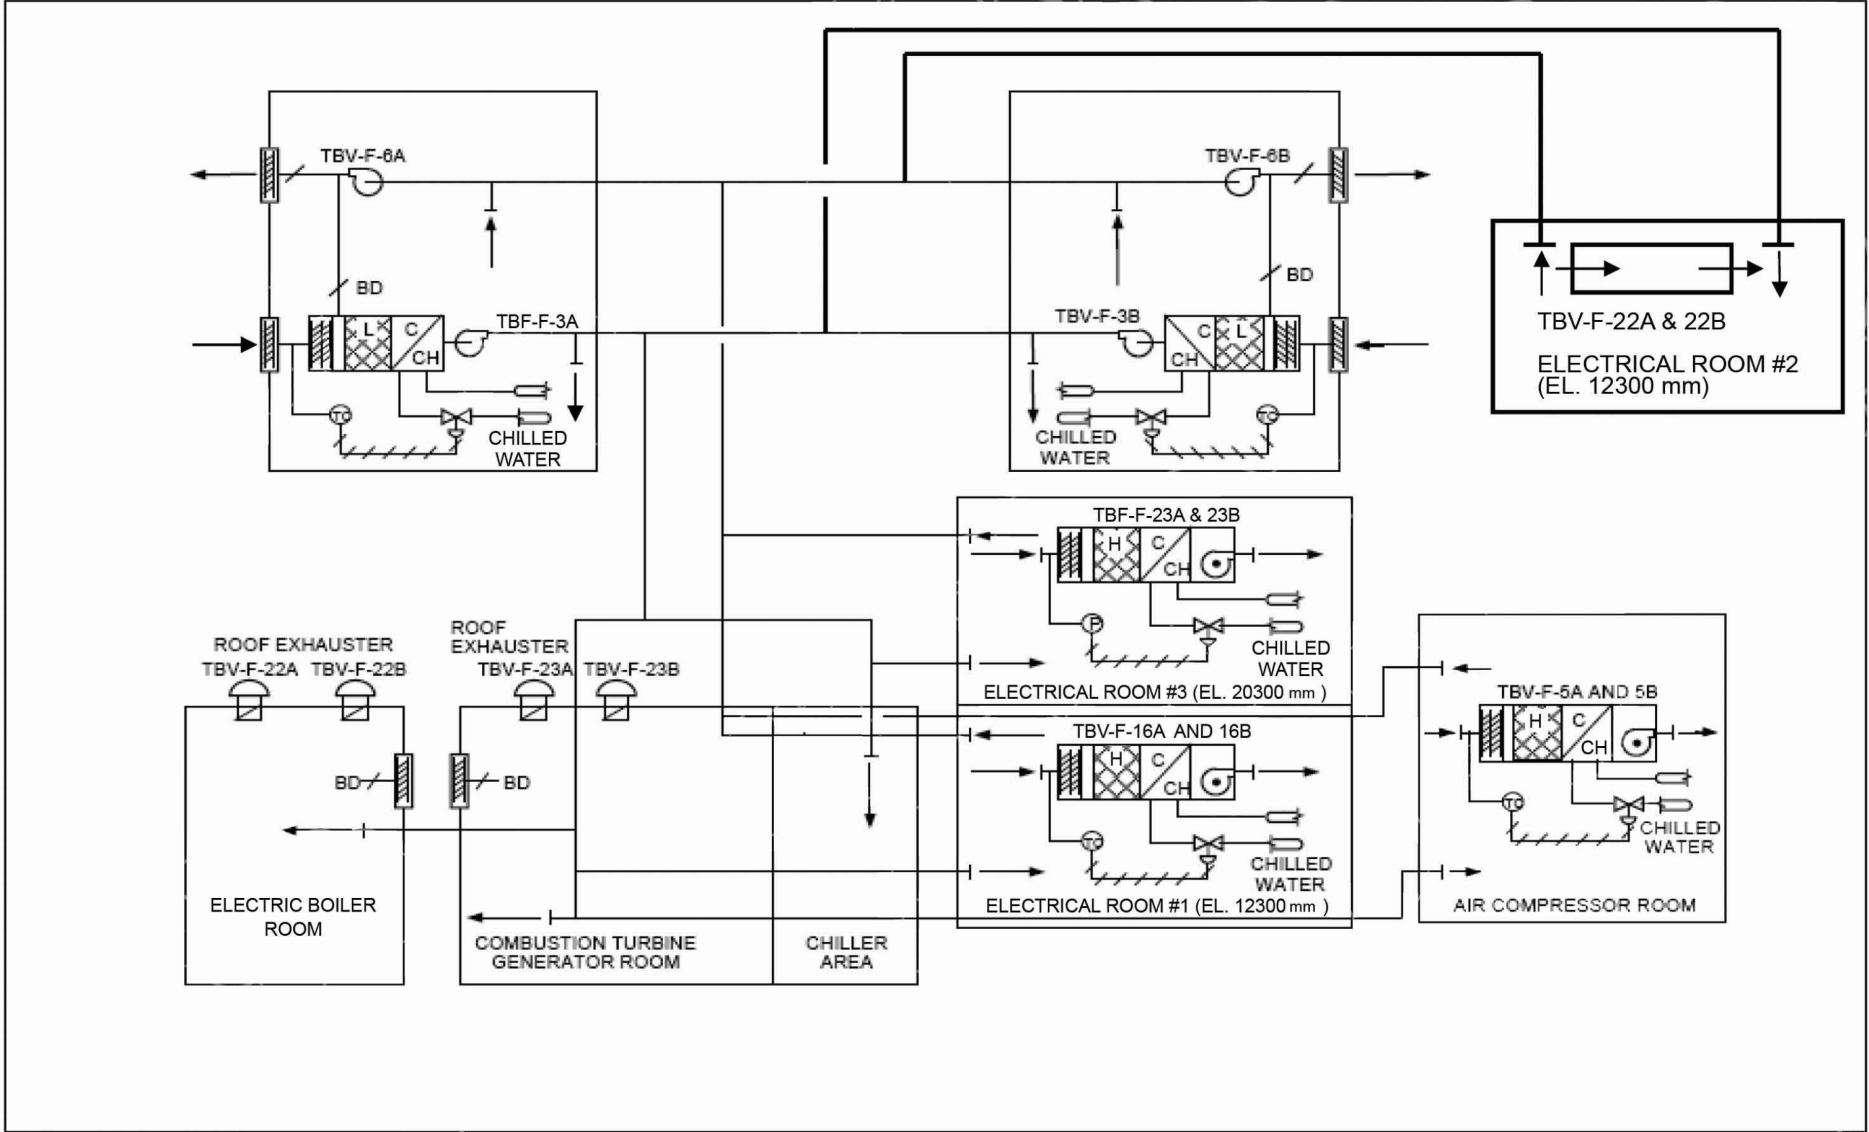 TBV-F-6A
BD
L
C
CH
TBF-F-3A
TC
CHILLED
WATER
TBV-F-6B
BD
TBV-F-3B
C
L
CH
TC
CHILLED
WATER
TBV-F-22A & 22B
ELECTRICAL ROOM #2
(EL. 12300 mm)
TBF-F-23A & 23B
H
C
CH
P
CHILLED
WATER
ELECTRICAL ROOM #3 (EL. 20300 mm )
TBV-F-16A AND 16B
H
C
CH
TC
CHILLED
WATER
ELECTRICAL ROOM #1 (EL. 12300 mm )
TBV-F-5A AND 5B
H
C
CH
TC
CHILLED
WATER
AIR COMPRESSOR ROOM
ROOF EXHAUSTER
TBV-F-22A TBV-F-22B
BD
ELECTRIC BOILER
ROOM
ROOF
EXHAUSTER
TBV-F-23A TBV-F-23B
BD
COMBUSTION TURBINE
GENERATOR ROOM
CHILLER
AREA